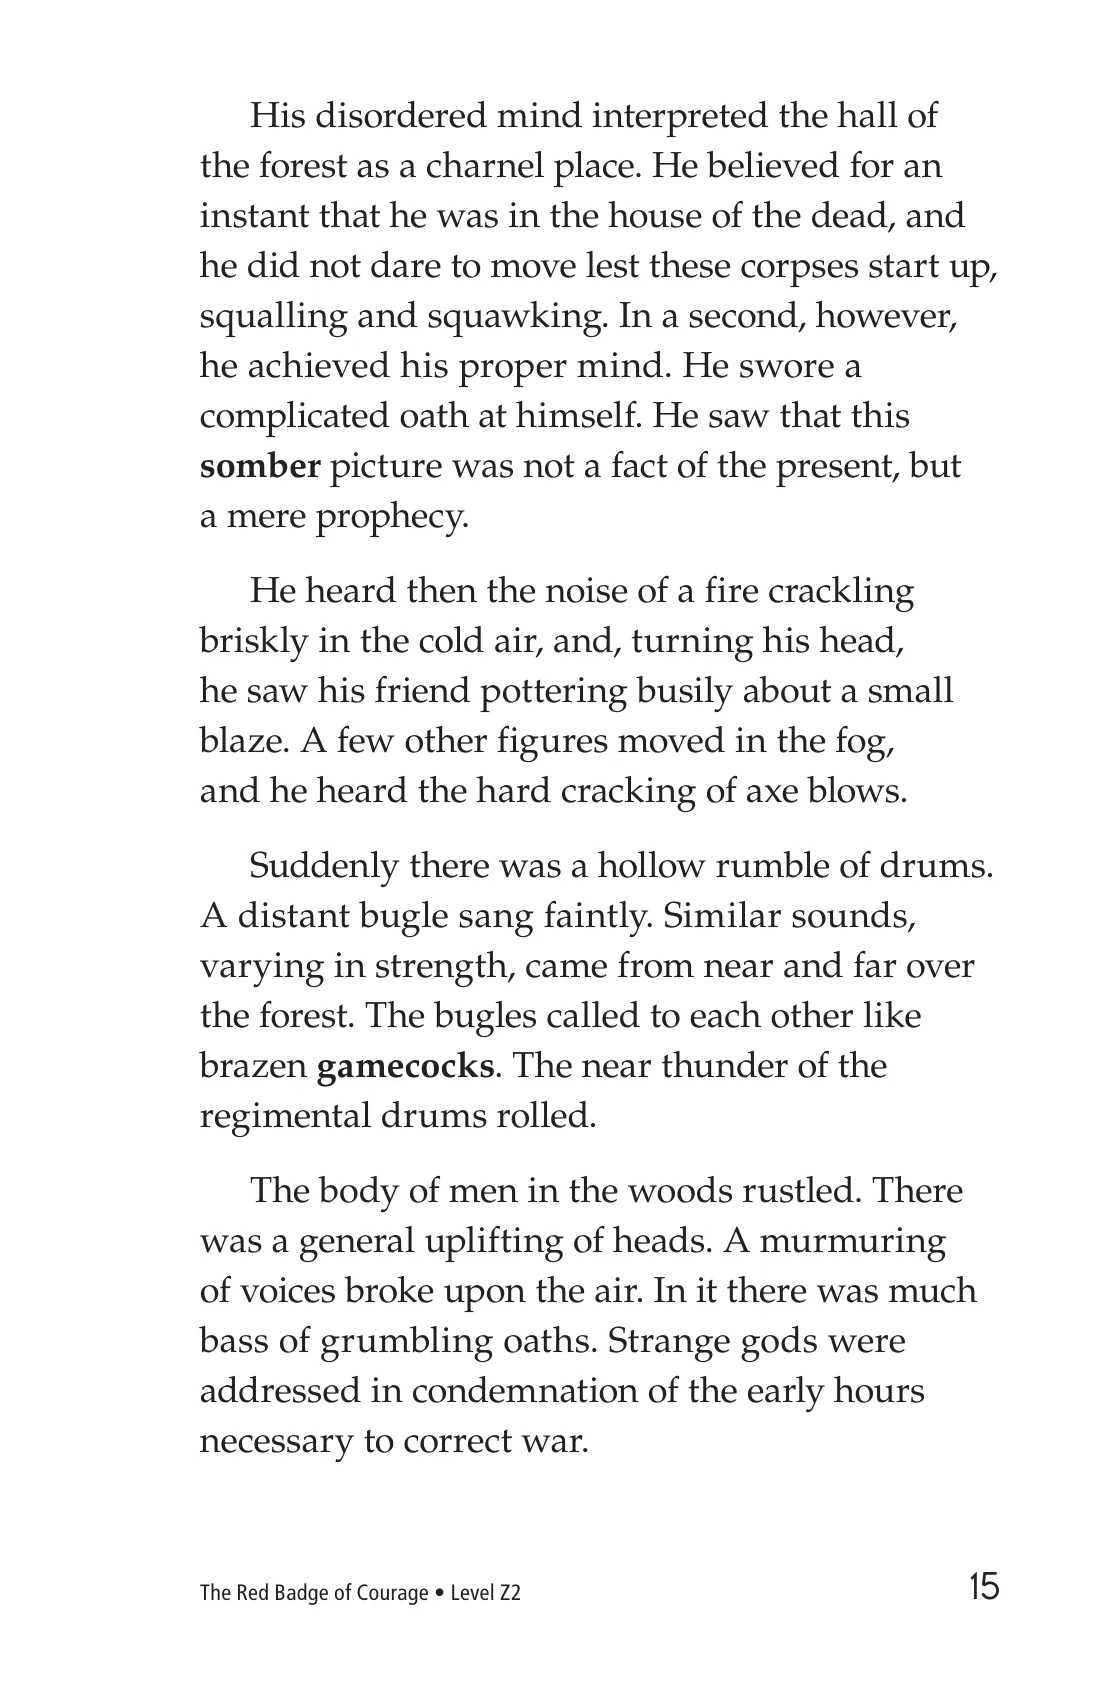 His disordered mind interpreted the hall of
the forest as a charnel place. He believed for an
instant that he was in the house of the dead, and
he did not dare to move lest these corpses start up,
squalling and squawking. In a second, however,
he achieved his proper mind. He swore a
complicated oath at himself. He saw that this
somber picture was not a fact of the present, but
a mere prophecy.
He heard then the noise of a fire crackling
briskly in the cold air, and, turning his head,
he saw his friend pottering busily about a small
blaze. A few other figures moved in the fog,
and he heard the hard cracking of axe blows.
Suddenly there was a hollow rumble of drums.
A distant bugle sang faintly. Similar sounds,
varying in strength, came from near and far over
the forest. The bugles called to each other like
brazen gamecocks. The near thunder of the
regimental drums rolled.
The body of men in the woods rustled. There
was a general uplifting of heads. A murmuring
of voices broke upon the air. In it there was much
bass of grumbling oaths. Strange gods were
addressed in condemnation of the early hours
necessary to correct war.
The Red Badge of Courage • Level Z2
15